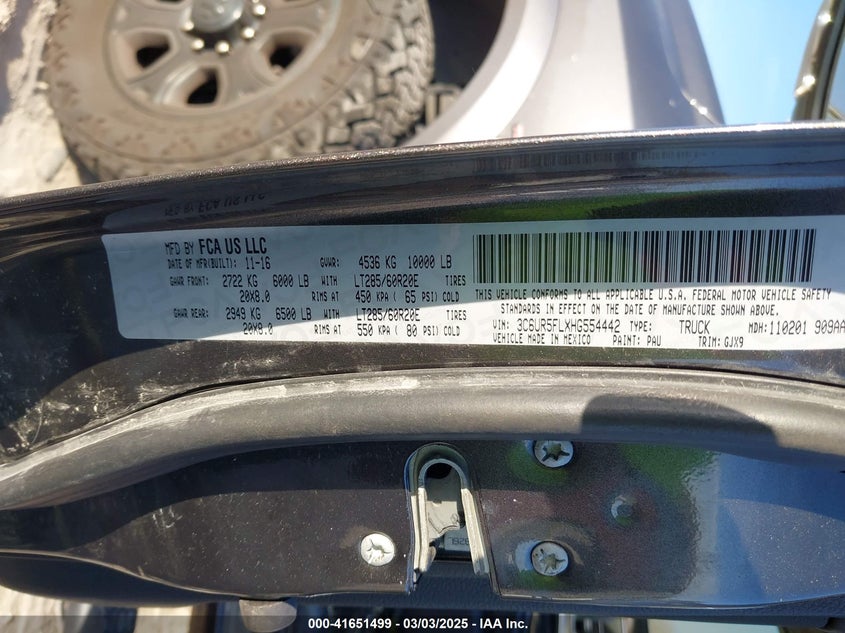 MFD BY FCA US LLC
DATE OF MFR(BUILT): 11-16 GVWR: 4536 KG 10000 LB
GAWR FRONT: 2722 KG 6000 LB WITH LT285/60R20E TIRES
20X8.0 RIMS AT 450 KPA ( 65 PSI) COLD
GAWR REAR: 2949 KG 6500 LB WITH LT285/60R20E TIRES
20X8.0 RIMS AT 550 KPA ( 80 PSI) COLD
THIS VEHICLE CONFORMS TO ALL APPLICABLE U.S.A. FEDERAL MOTOR VEHICLE SAFETY
STANDARDS IN EFFECT ON THE DATE OF MANUFACTURE SHOWN ABOVE.
VIN: 3C6UR5FLXHG554442 TYPE: TRUCK MDH: 110201 909AA
VEHICLE MADE IN MEXICO PAINT: PAU TRIM: GJX9
000-41651499 - 03/03/2025 - IAA Inc.